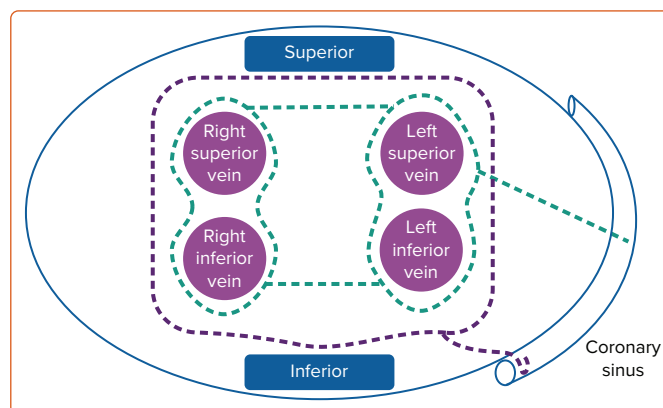 Superior
Right
superior
vein
Left
superior
vein
Right
inferior
vein
Left
inferior
vein
Inferior
Coronary
sinus